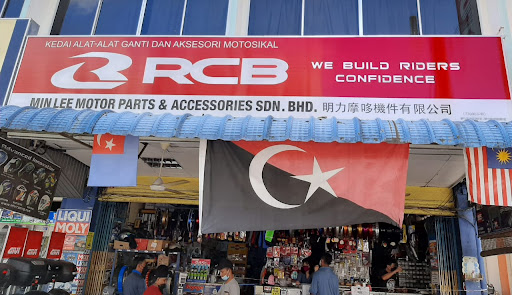 KEDAI ALAT-ALAT GANTI DAN AKSESORI MOTOSIKAL
RCB
WE BUILD RIDERS
CONFIDENCE
MIN LEE MOTOR PARTS & ACCESSORIES SDN. BHD. 明力摩哆機件有限公司
LIQUI
MOLY